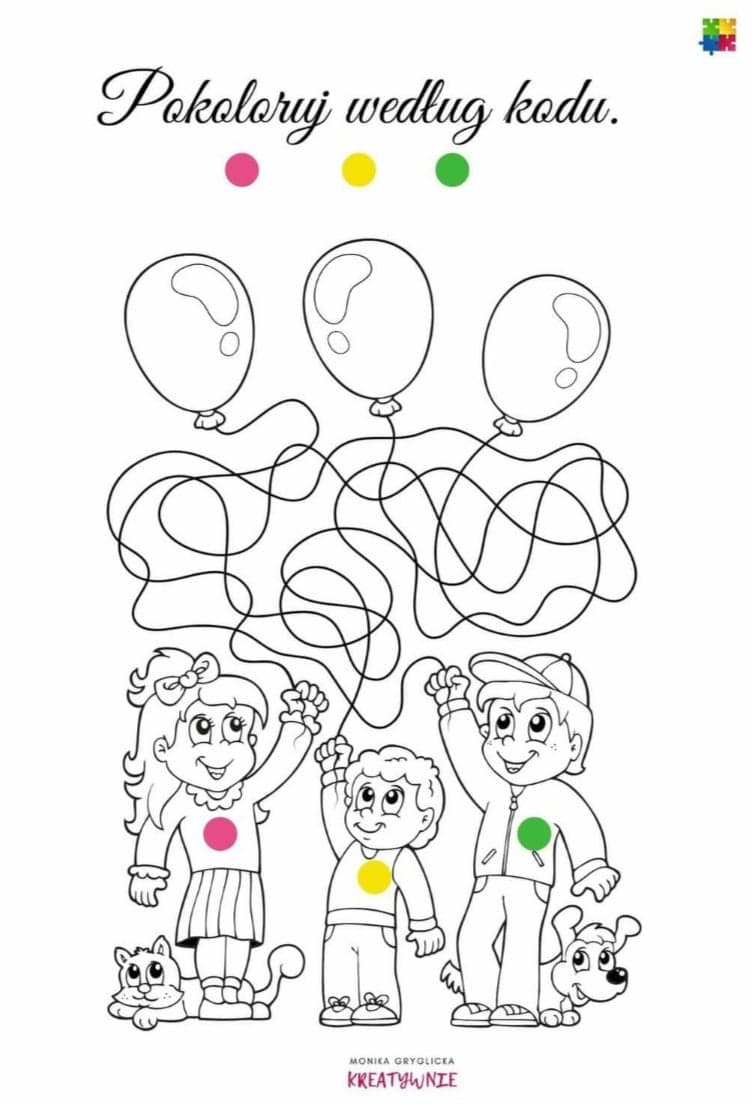 Pokoloruj według kodu.
MONIKA GRYGLICKA
KREATYWNIE